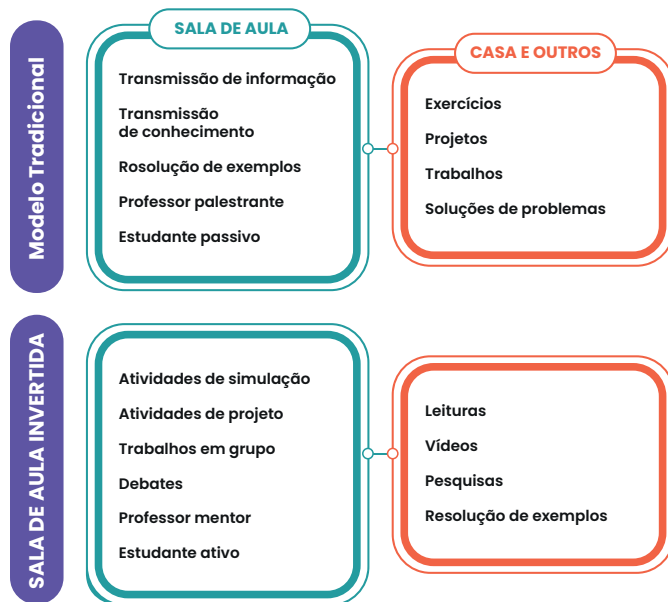 SALA DE AULA
CASA E OUTROS
Modelo Tradicional
Transmissão de informação
Transmissão
de conhecimento
Rosolução de exemplos
Professor palestrante
Estudante passivo
Exercícios
Projetos
Trabalhos
Soluções de problemas
SALA DE AULA INVERTIDA
Atividades de simulação
Atividades de projeto
Trabalhos em grupo
Debates
Professor mentor
Estudante ativo
Leituras
Vídeos
Pesquisas
Resolução de exemplos